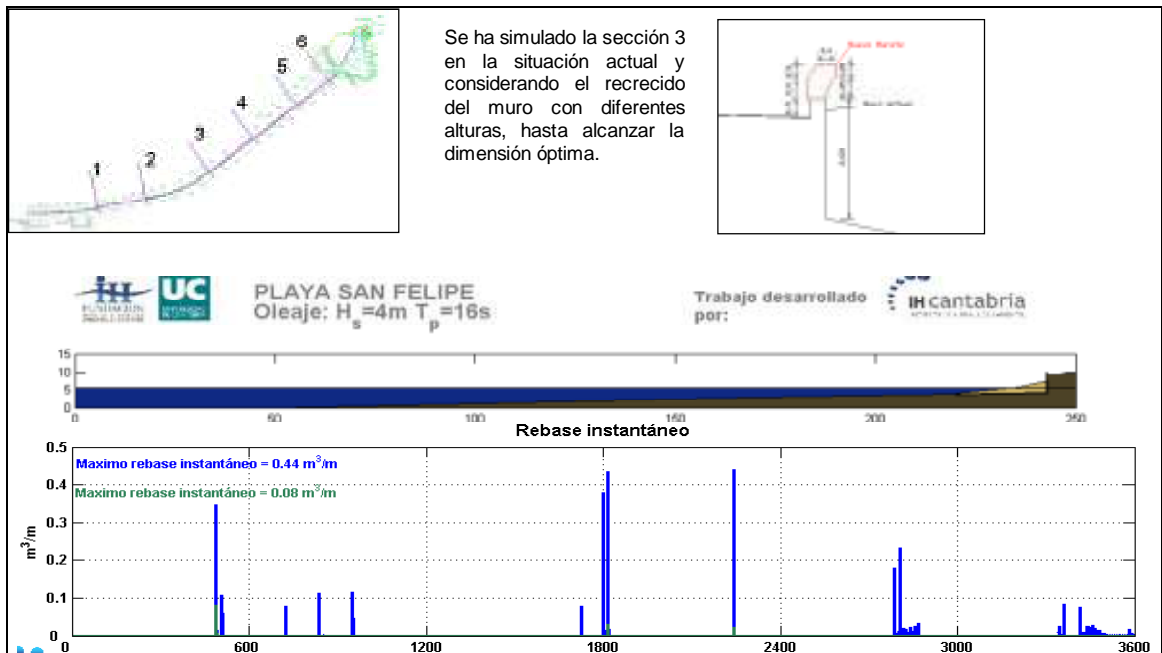 1
2
3
4
5
6
Se ha simulado la sección 3
en la situación actual y
considerando el recrecido
del muro con diferentes
alturas, hasta alcanzar la
dimensión óptima.
IH
UC
PLAYA SAN FELIPE
Oleaje: H_s=4m T_p=16s
Trabajo desarrollado
por:
IH cantabria
15
10
5
0
0 50 100 150 200 250
Rebase instantáneo
Maximo rebase instantáneo = 0.44 m³/m
Maximo rebase instantáneo = 0.08 m³/m
m³/m
0.5
0.4
0.3
0.2
0.1
0
0 600 1200 1800 2400 3000 3600